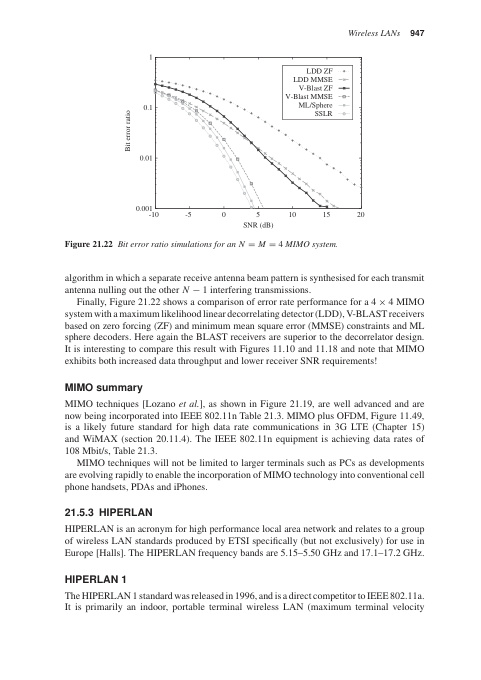 Wireless LANs 947
1
0.1
0.01
0.001
Bit error ratio
-10 -5 0 5 10 15 20
SNR (dB)
LDD ZF
LDD MMSE
V-Blast ZF
V-Blast MMSE
ML/Sphere
SSLR
Figure 21.22 Bit error ratio simulations for an N = M = 4 MIMO system.
algorithm in which a separate receive antenna beam pattern is synthesised for each transmit
antenna nulling out the other N − 1 interfering transmissions.
Finally, Figure 21.22 shows a comparison of error rate performance for a 4 × 4 MIMO
system with a maximum likelihood linear decorrelating detector (LDD), V-BLAST receivers
based on zero forcing (ZF) and minimum mean square error (MMSE) constraints and ML
sphere decoders. Here again the BLAST receivers are superior to the decorrelator design.
It is interesting to compare this result with Figures 11.10 and 11.18 and note that MIMO
exhibits both increased data throughput and lower receiver SNR requirements!
MIMO summary
MIMO techniques [Lozano et al.], as shown in Figure 21.19, are well advanced and are
now being incorporated into IEEE 802.11n Table 21.3. MIMO plus OFDM, Figure 11.49,
is a likely future standard for high data rate communications in 3G LTE (Chapter 15)
and WiMAX (section 20.11.4). The IEEE 802.11n equipment is achieving data rates of
108 Mbit/s, Table 21.3.
MIMO techniques will not be limited to larger terminals such as PCs as developments
are evolving rapidly to enable the incorporation of MIMO technology into conventional cell
phone handsets, PDAs and iPhones.
21.5.3 HIPERLAN
HIPERLAN is an acronym for high performance local area network and relates to a group
of wireless LAN standards produced by ETSI specifically (but not exclusively) for use in
Europe [Halls]. The HIPERLAN frequency bands are 5.15–5.50 GHz and 17.1–17.2 GHz.
HIPERLAN 1
The HIPERLAN 1 standard was released in 1996, and is a direct competitor to IEEE 802.11a.
It is primarily an indoor, portable terminal wireless LAN (maximum terminal velocity